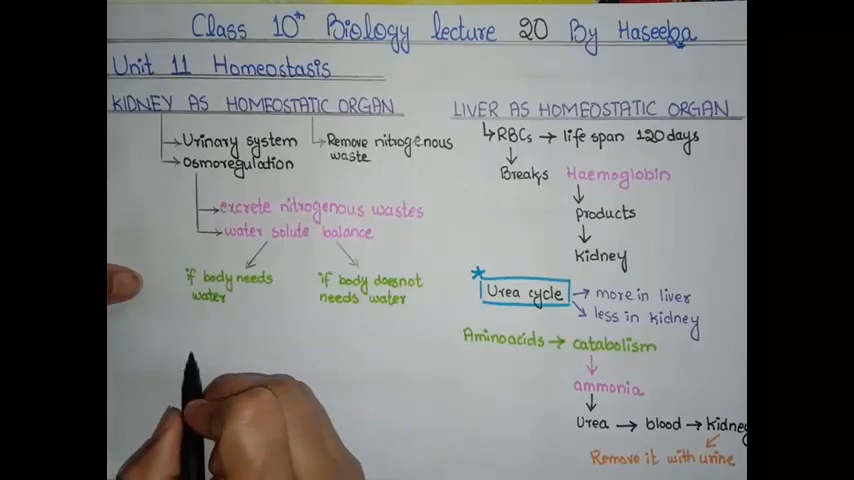 Class 10th Biology lecture 20 By Haseeba
Unit 11 Homeostasis
KIDNEY AS HOMEOSTATIC ORGAN
Urinary system
Remove nitrogenous
waste
Osmoregulation
excrete nitrogenous wastes
water solute balance
if body needs
water
if body doesnot
needs water
LIVER AS HOMEOSTATIC ORGAN
RBCs → life span 120 days
Breaks Haemoglobin
products
kidney
* Urea cycle → more in liver
less in kidney
Aminoacids → catabolism
ammonia
Urea → blood → kidney
Remove it with urine